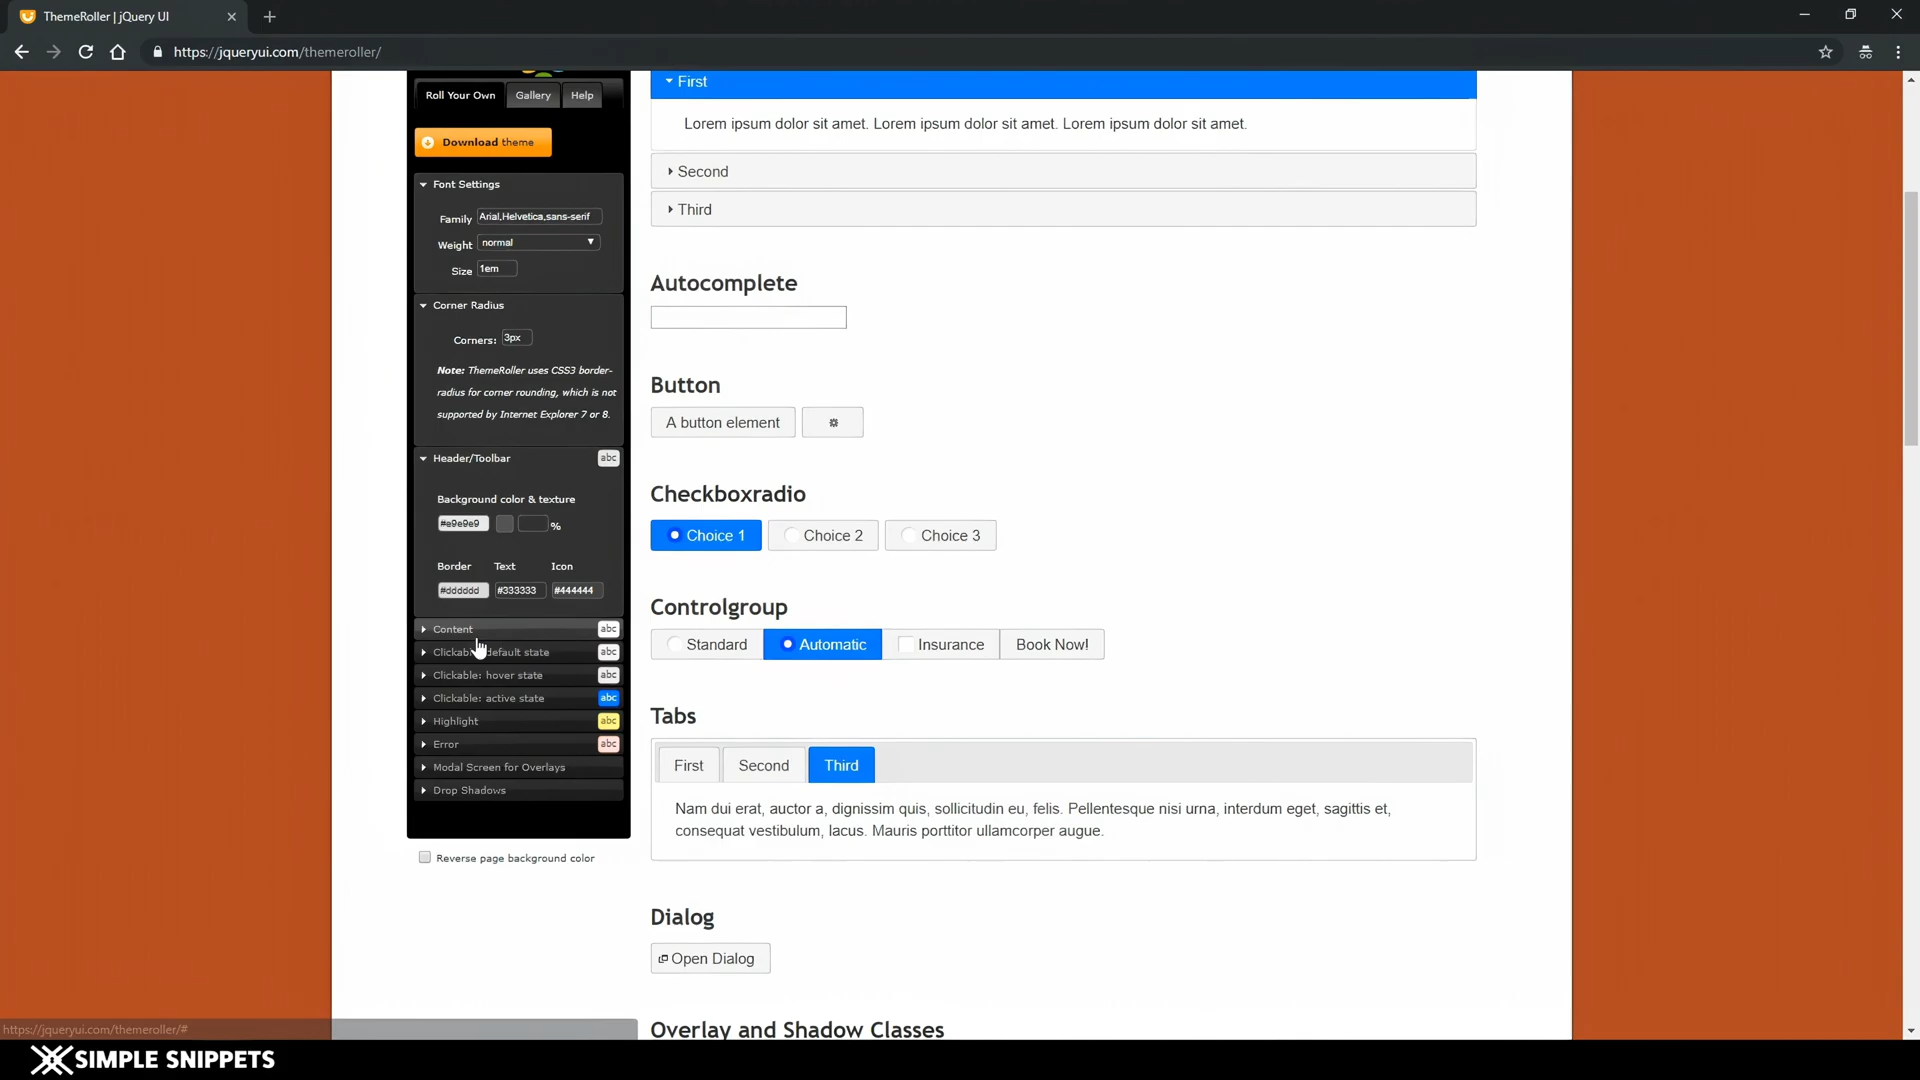 ThemeRoller | jQuery UI
https://jqueryui.com/themeroller/
Roll Your Own
Gallery
Help
Download theme
Font Settings
Family Arial,Helvetica,sans-serif
Weight normal
Size 1em
Corner Radius
Corners: 3px
Note: ThemeRoller uses CSS3 border-
radius for corner rounding, which is not
supported by Internet Explorer 7 or 8.
Header/Toolbar abc
Background color & texture
#e9e9e9 %
Border Text Icon
#dddddd #333333 #444444
Content abc
Clickable: default state abc
Clickable: hover state abc
Clickable: active state abc
Highlight abc
Error abc
Modal Screen for Overlays
Drop Shadows
Reverse page background color
First
Lorem ipsum dolor sit amet. Lorem ipsum dolor sit amet. Lorem ipsum dolor sit amet.
Second
Third
Autocomplete
Button
A button element
Checkboxradio
Choice 1 Choice 2 Choice 3
Controlgroup
Standard Automatic Insurance Book Now!
Tabs
First Second Third
Nam dui erat, auctor a, dignissim quis, sollicitudin eu, felis. Pellentesque nisi urna, interdum eget, sagittis et,
consequat vestibulum, lacus. Mauris porttitor ullamcorper augue.
Dialog
Open Dialog
Overlay and Shadow Classes
https://jqueryui.com/themeroller/#
SIMPLE SNIPPETS